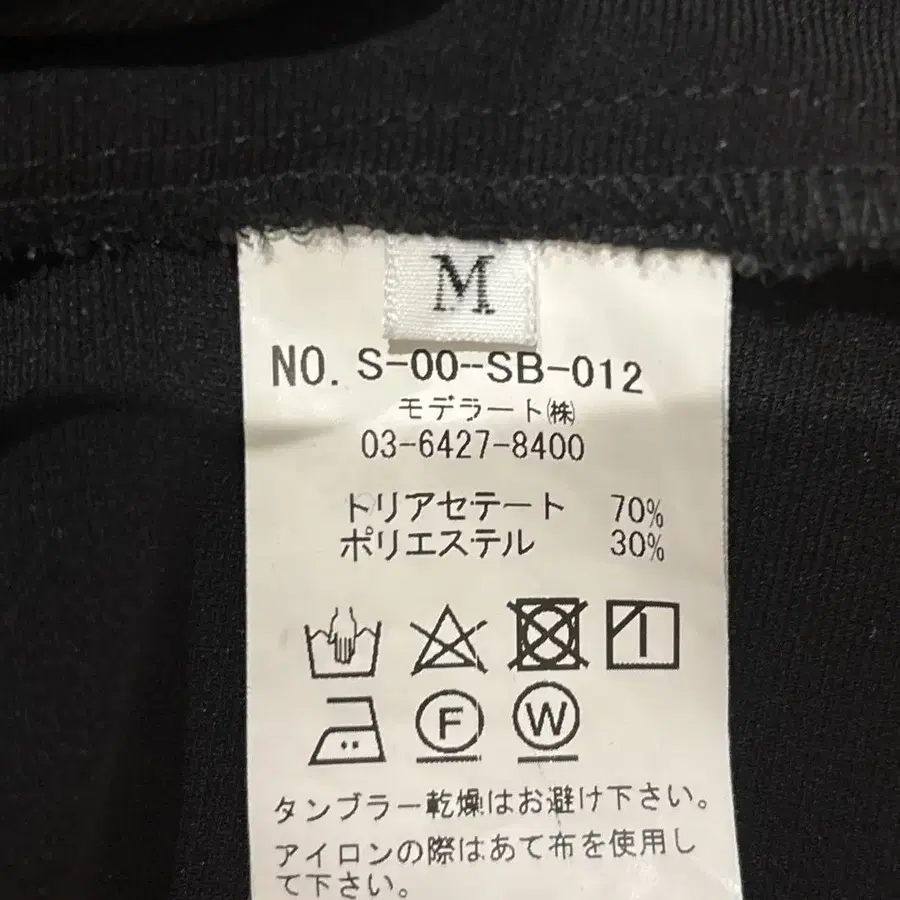 M
NO. S-00--SB-012
モデラート㈱
03-6427-8400
トリアセテート 70%
ポリエステル 30%
F W
タンブラー乾燥はお避け下さい。
アイロンの際はあて布を使用し
て下さい。